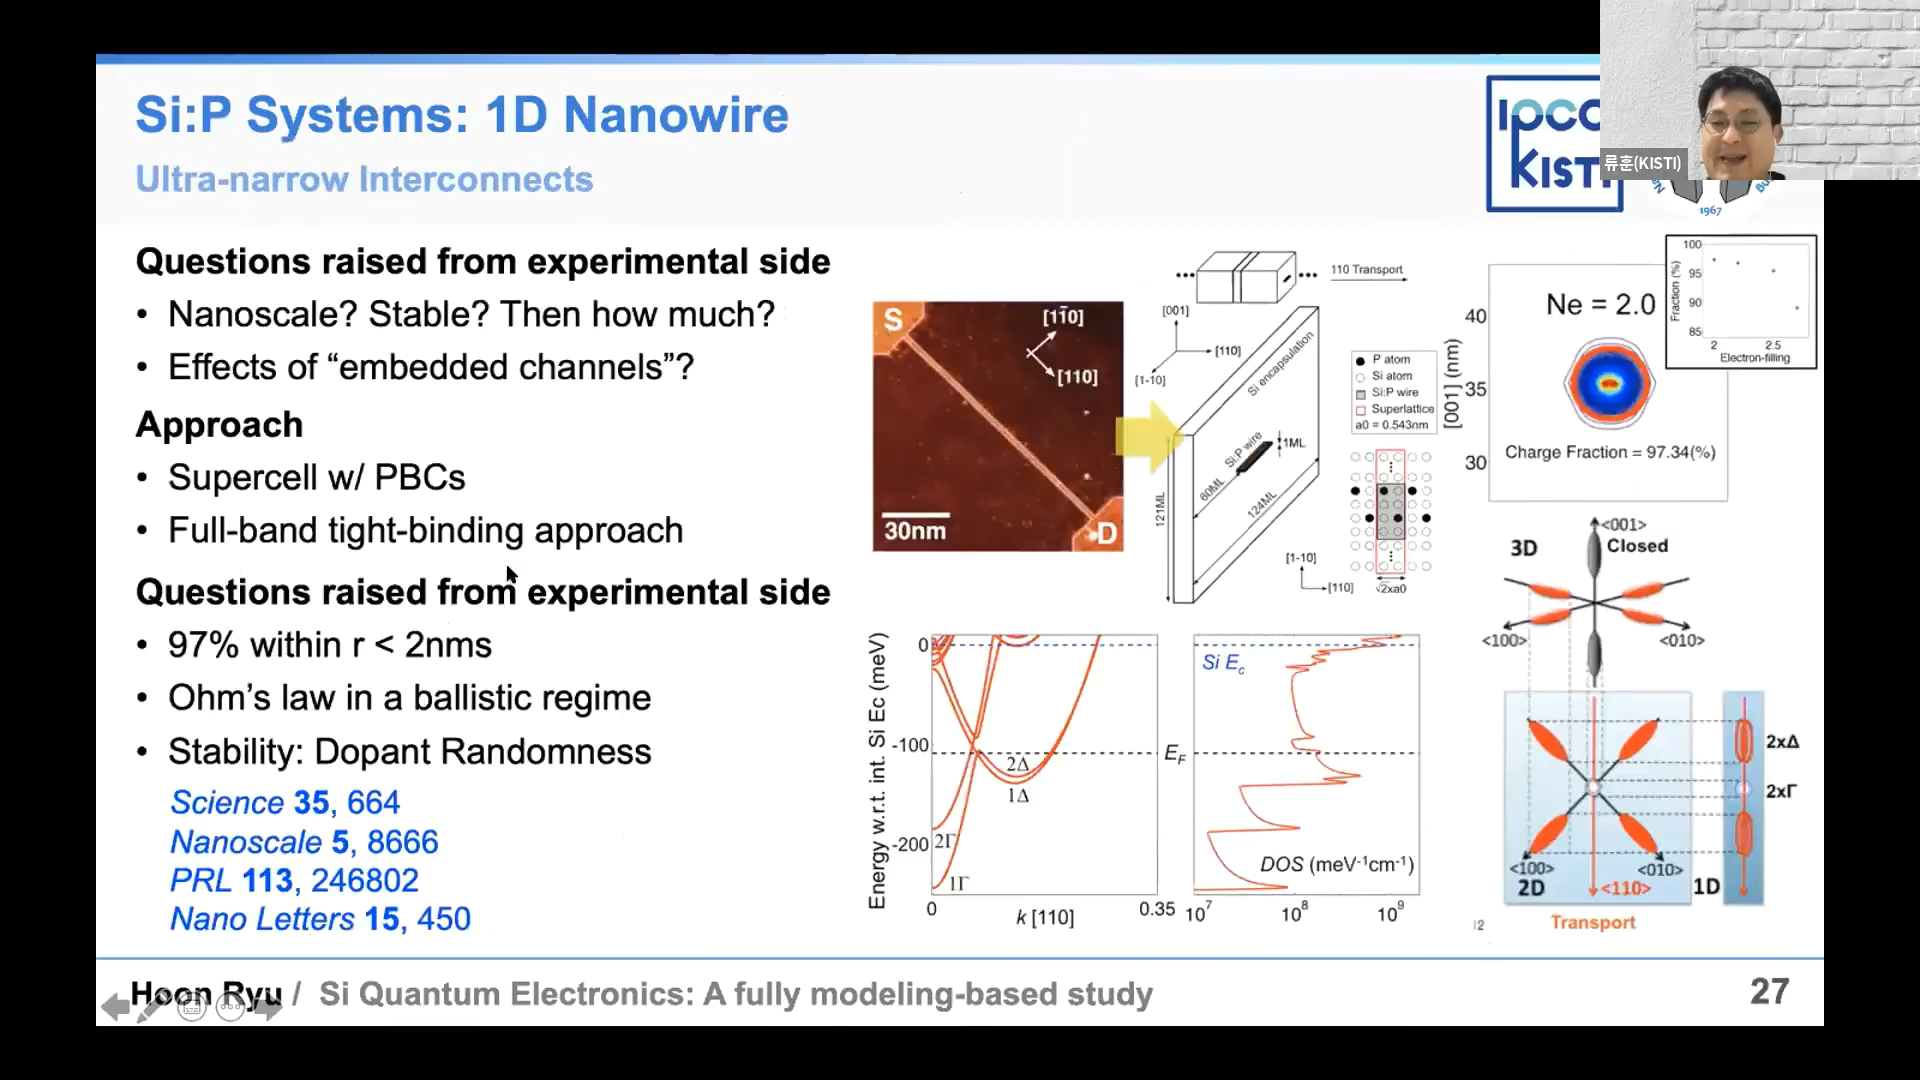 Si:P Systems: 1D Nanowire
Ultra-narrow Interconnects
KIST
류훈(KISTI)
1967
Questions raised from experimental side
• Nanoscale? Stable? Then how much?
• Effects of “embedded channels”?
Approach
• Supercell w/ PBCs
• Full-band tight-binding approach
Questions raised from experimental side
• 97% within r < 2nms
• Ohm’s law in a ballistic regime
• Stability: Dopant Randomness
Science 35, 664
Nanoscale 5, 8666
PRL 113, 246802
Nano Letters 15, 450
S
[11̄0]
[110]
30nm
D
110 Transport
[001]
[110]
[1-10]
Si encapsulation
Si:P wire
1ML
60ML
121ML
124ML
P atom
Si atom
Si:P wire
Superlattice
a0 = 0.543nm
[1-10]
[110]
√2xa0
[001] (nm)
40
35
30
Ne = 2.0
Charge Fraction = 97.34(%)
Fraction (%)
100
95
90
85
2 2.5
Electron-filling
3D
<001>
Closed
<100>
<010>
Energy w.r.t. int. Si Ec (meV)
0
-100
-200
2Δ
1Δ
2Γ
1Γ
0 0.35
k [110]
Si Ec
EF
DOS (meV⁻¹cm⁻¹)
10⁷ 10⁸ 10⁹
2xΔ
2xΓ
<100>
<010>
2D
<110>
1D
Transport
12
Hoon Ryu / Si Quantum Electronics: A fully modeling-based study
27